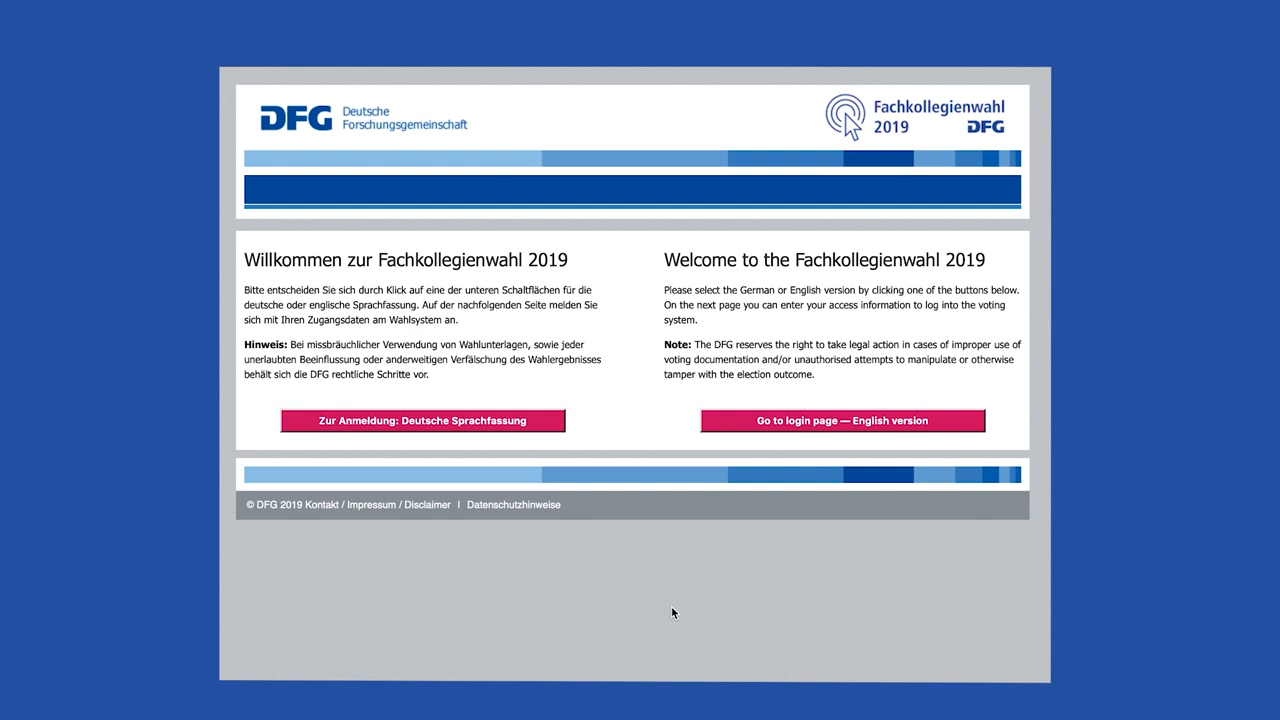 DFG Deutsche
Forschungsgemeinschaft
Fachkollegienwahl
2019 DFG
Willkommen zur Fachkollegienwahl 2019
Bitte entscheiden Sie sich durch Klick auf eine der unteren Schaltflächen für die
deutsche oder englische Sprachfassung. Auf der nachfolgenden Seite melden Sie
sich mit Ihren Zugangsdaten am Wahlsystem an.
Hinweis: Bei missbräuchlicher Verwendung von Wahlunterlagen, sowie jeder
unerlaubten Beeinflussung oder anderweitigen Verfälschung des Wahlergebnisses
behält sich die DFG rechtliche Schritte vor.
Zur Anmeldung: Deutsche Sprachfassung
Welcome to the Fachkollegienwahl 2019
Please select the German or English version by clicking one of the buttons below.
On the next page you can enter your access information to log into the voting
system.
Note: The DFG reserves the right to take legal action in cases of improper use of
voting documentation and/or unauthorised attempts to manipulate or otherwise
tamper with the election outcome.
Go to login page — English version
© DFG 2019 Kontakt / Impressum / Disclaimer | Datenschutzhinweise